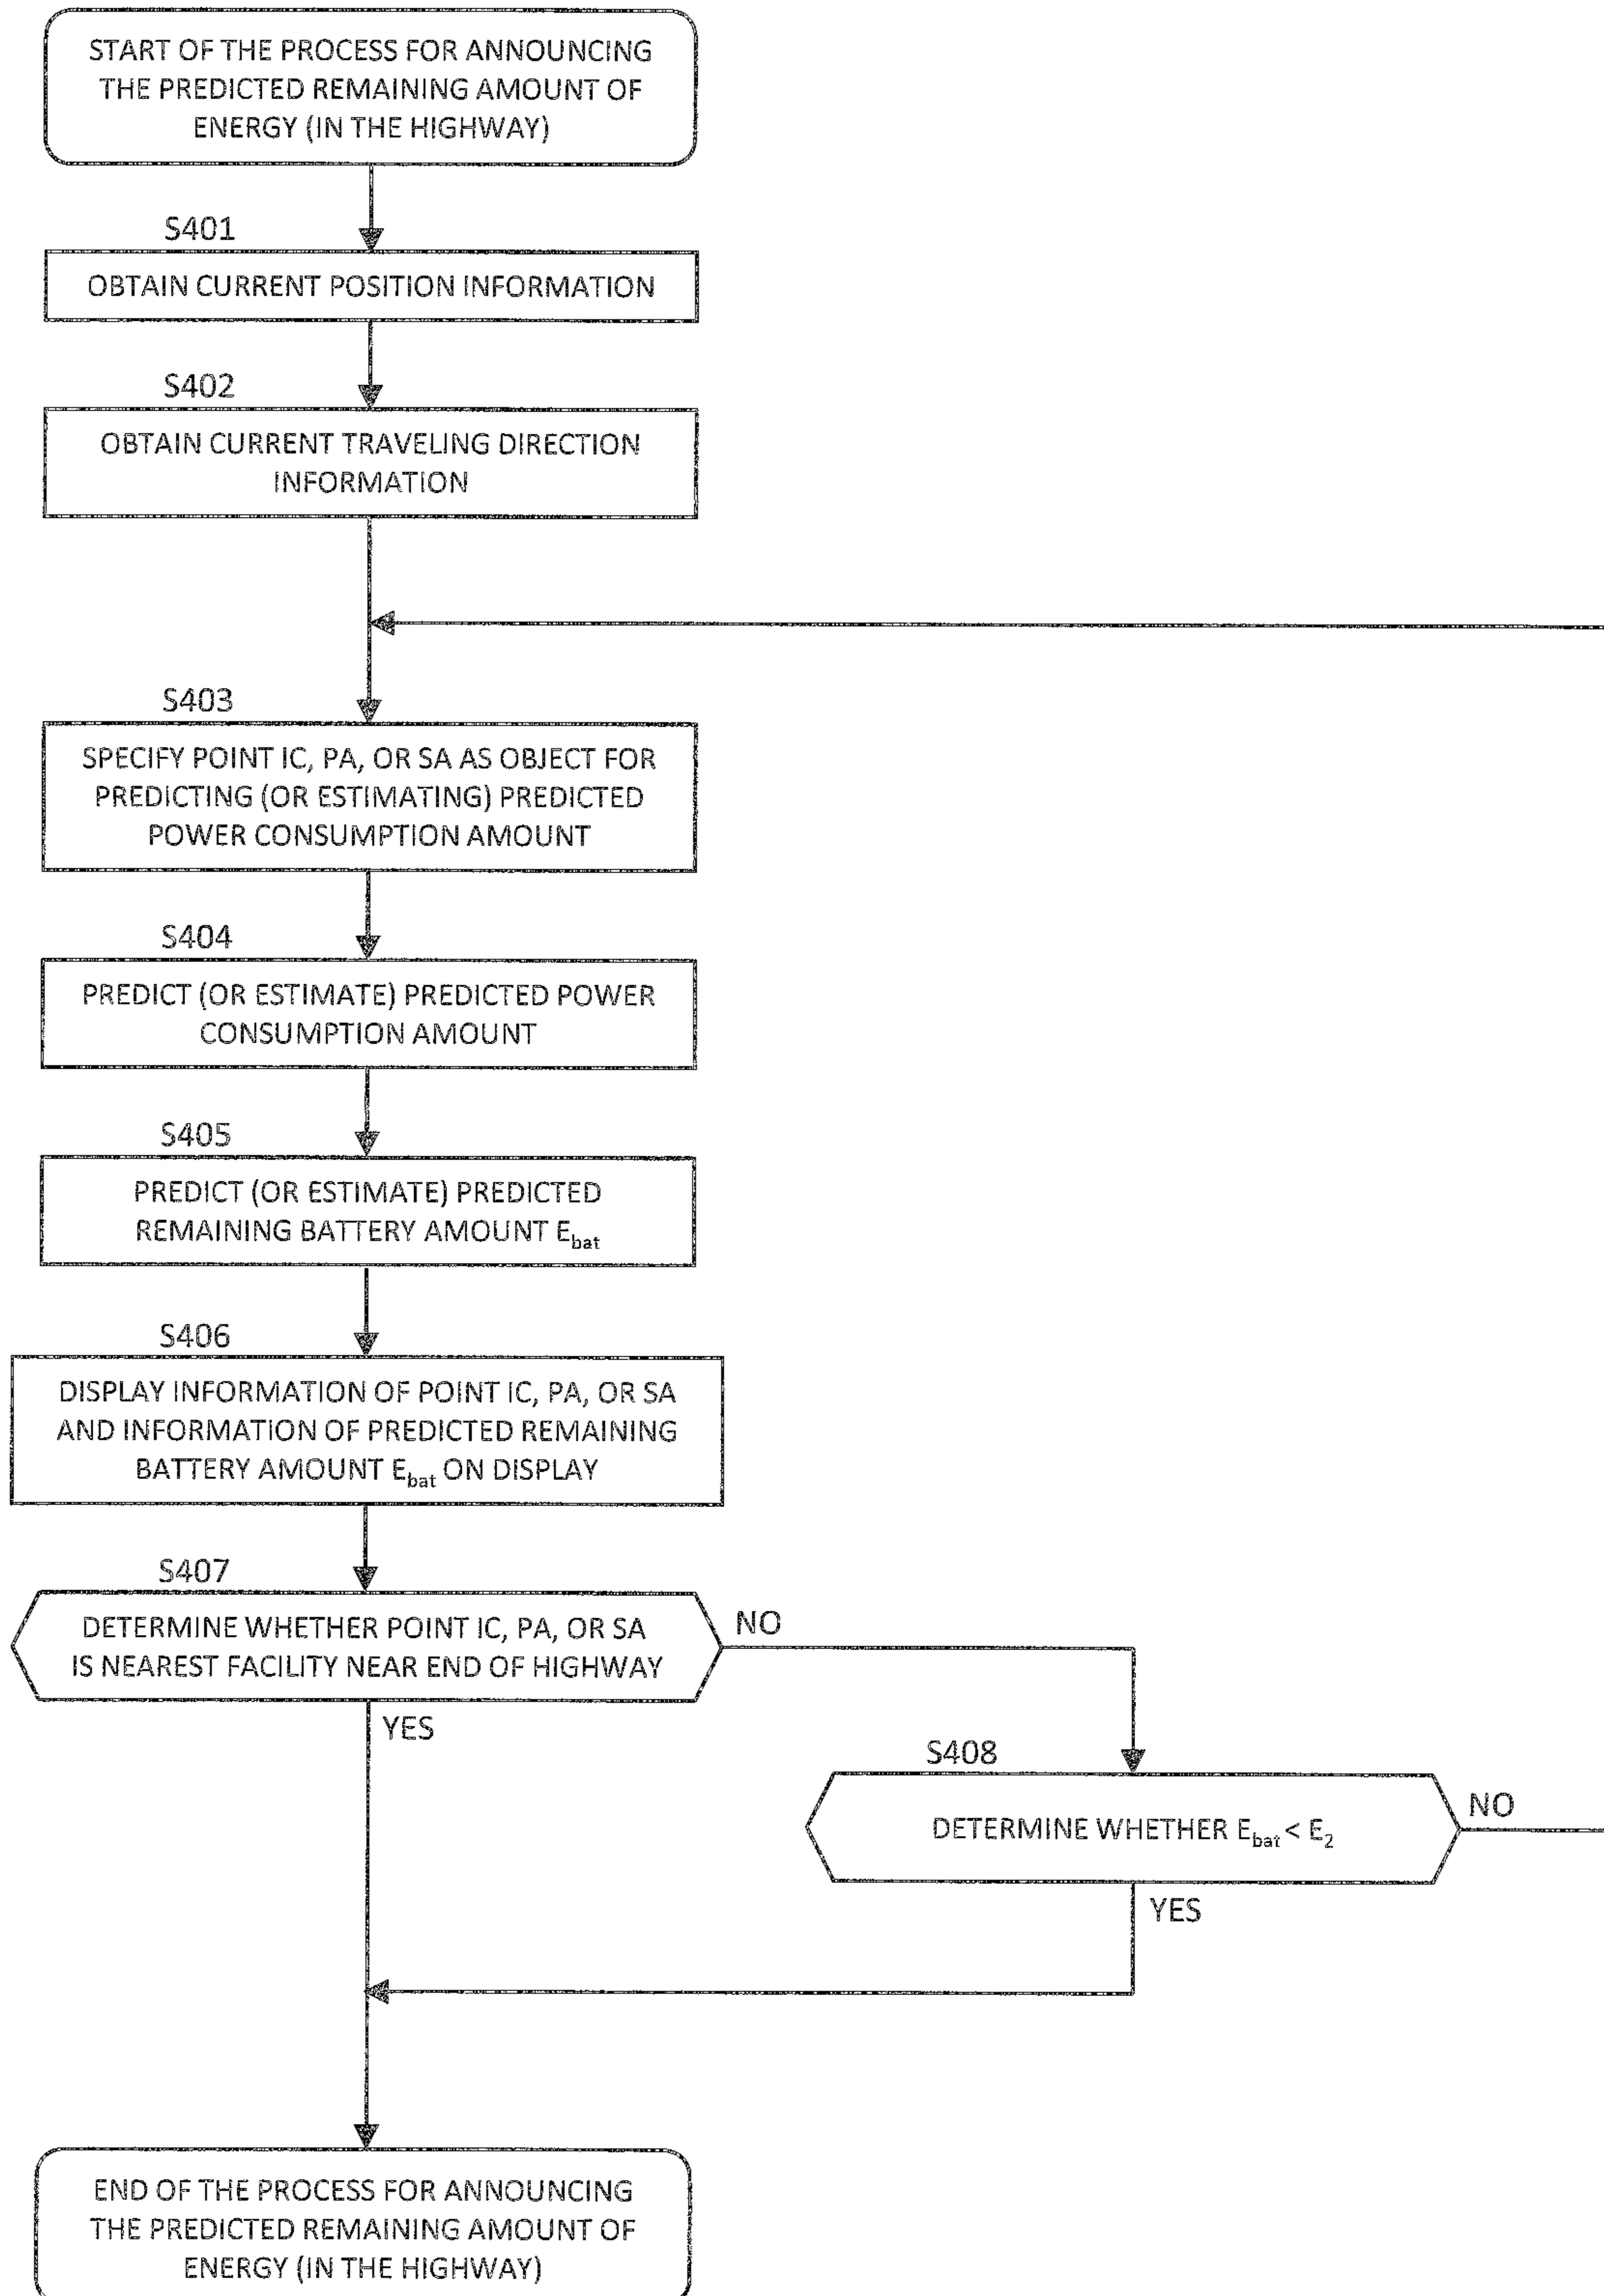 START OF THE PROCESS FOR ANNOUNCING
THE PREDICTED REMAINING AMOUNT OF
ENERGY (IN THE HIGHWAY)
S401
OBTAIN CURRENT POSITION INFORMATION
S402
OBTAIN CURRENT TRAVELING DIRECTION
INFORMATION
S403
SPECIFY POINT IC, PA, OR SA AS OBJECT FOR
PREDICTING (OR ESTIMATING) PREDICTED
POWER CONSUMPTION AMOUNT
S404
PREDICT (OR ESTIMATE) PREDICTED POWER
CONSUMPTION AMOUNT
S405
PREDICT (OR ESTIMATE) PREDICTED
REMAINING BATTERY AMOUNT Ebat
S406
DISPLAY INFORMATION OF POINT IC, PA, OR SA
AND INFORMATION OF PREDICTED REMAINING
BATTERY AMOUNT Ebat ON DISPLAY
S407
DETERMINE WHETHER POINT IC, PA, OR SA
IS NEAREST FACILITY NEAR END OF HIGHWAY
NO
YES
S408
DETERMINE WHETHER Ebat < E2
NO
YES
END OF THE PROCESS FOR ANNOUNCING
THE PREDICTED REMAINING AMOUNT OF
ENERGY (IN THE HIGHWAY)